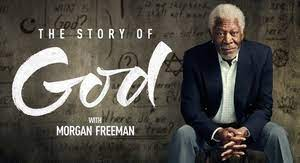 THE STORY OF
God
WITH
MORGAN FREEMAN